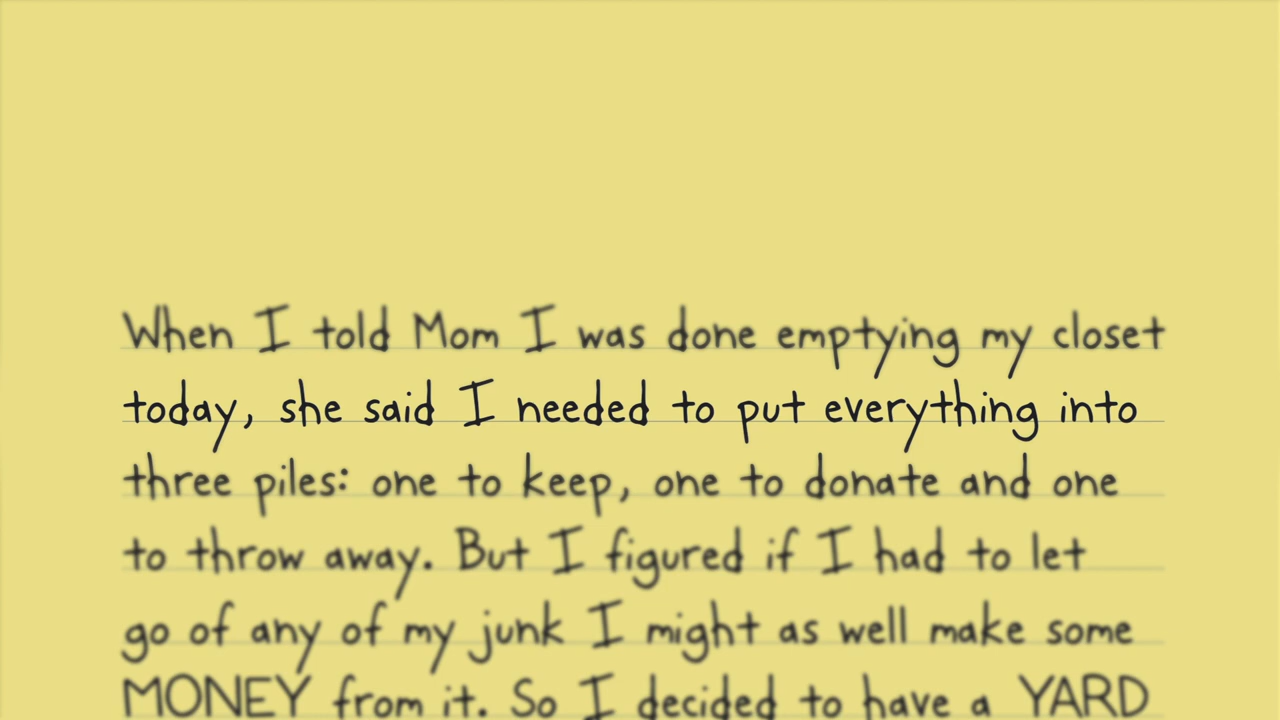 When I told Mom I was done emptying my closet
today, she said I needed to put everything into
three piles: one to keep, one to donate and one
to throw away. But I figured if I had to let
go of any of my junk I might as well make some
MONEY from it. So I decided to have a YARD